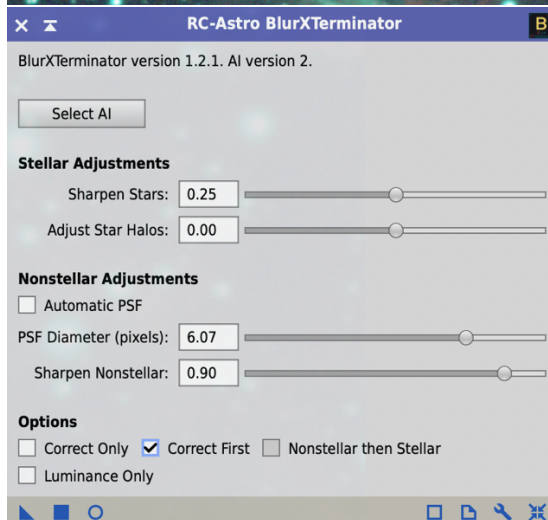 RC-Astro BlurXTerminator
B
BlurXTerminator version 1.2.1. AI version 2.
Select AI
Stellar Adjustments
Sharpen Stars: 0.25
Adjust Star Halos: 0.00
Nonstellar Adjustments
Automatic PSF
PSF Diameter (pixels): 6.07
Sharpen Nonstellar: 0.90
Options
Correct Only Correct First Nonstellar then Stellar
Luminance Only